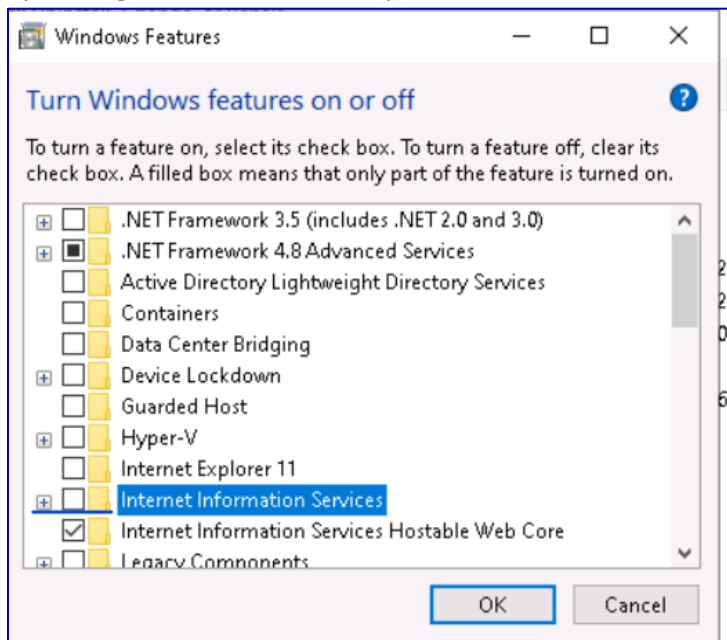 Windows Features
Turn Windows features on or off
To turn a feature on, select its check box. To turn a feature off, clear its
check box. A filled box means that only part of the feature is turned on.
.NET Framework 3.5 (includes .NET 2.0 and 3.0)
.NET Framework 4.8 Advanced Services
Active Directory Lightweight Directory Services
Containers
Data Center Bridging
Device Lockdown
Guarded Host
Hyper-V
Internet Explorer 11
Internet Information Services
Internet Information Services Hostable Web Core
Legacy Components
OK Cancel